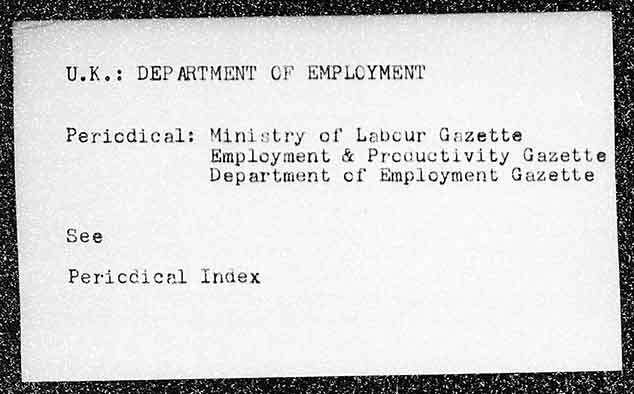 U.K.: DEPARTMENT OF EMPLOYMENT
Periodical: Ministry of Labour Gazette
Employment & Productivity Gazette
Department of Employment Gazette
See
Periodical Index